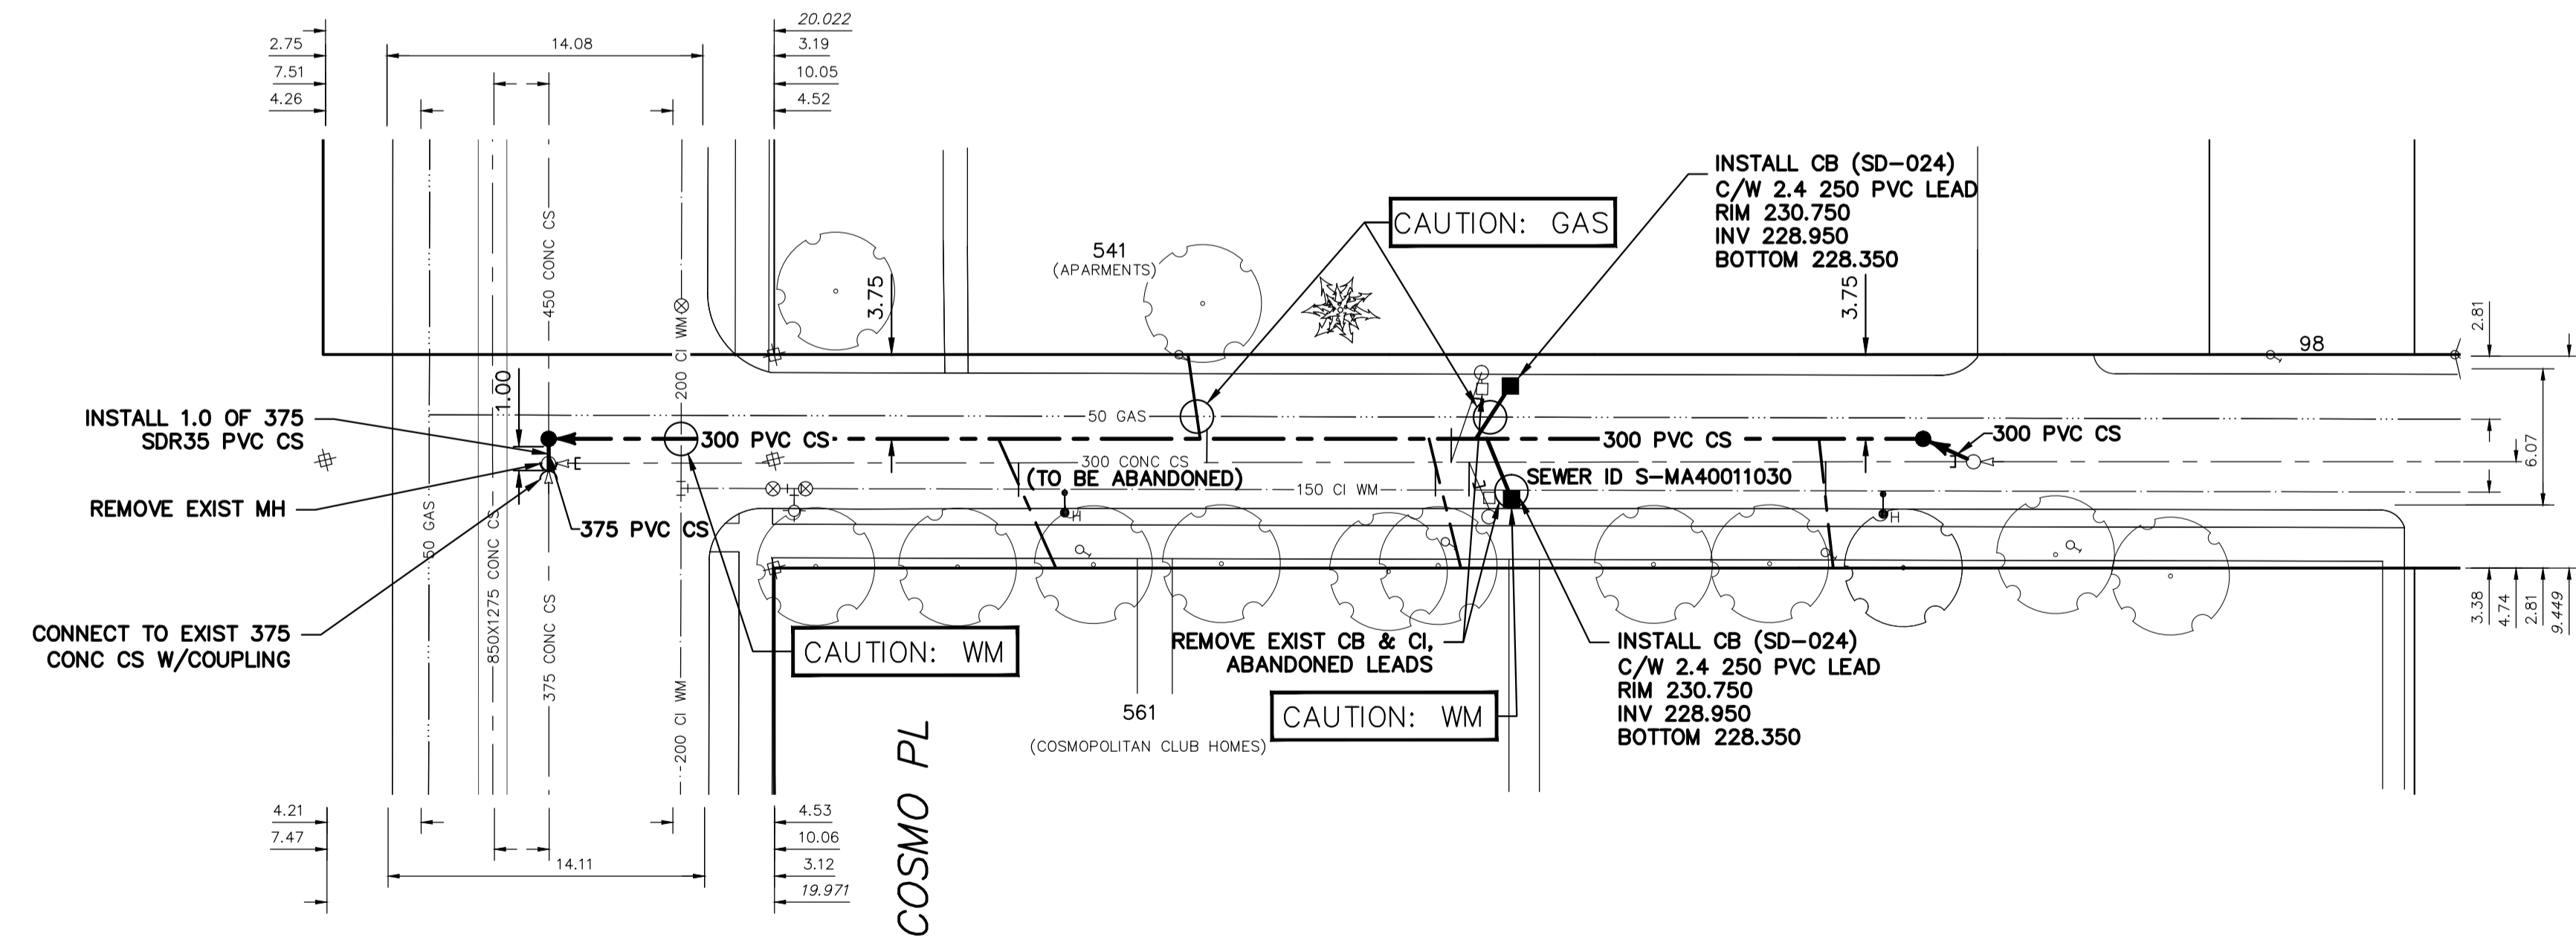 20.022
2.75
14.08
3.19
7.51
10.05
4.26
4.52
INSTALL CB (SD-024)
C/W 2.4 250 PVC LEAD
RIM 230.750
INV 228.950
BOTTOM 228.350
CAUTION: GAS
541
(APARMENTS)
450 CONC CS
200 CI WM
3.75
3.75
2.81
98
1.00
INSTALL 1.0 OF 375
SDR35 PVC CS
50 GAS
300 PVC CS
300 PVC CS
300 PVC CS
6.07
300 CONC CS
(TO BE ABANDONED)
SEWER ID S-MA40011030
150 CI WM
REMOVE EXIST MH
375 PVC CS
50 GAS
850X1275 CONC CS
375 CONC CS
200 CI WM
H
H
CONNECT TO EXIST 375
CONC CS W/COUPLING
CAUTION: WM
REMOVE EXIST CB & CI,
ABANDONED LEADS
INSTALL CB (SD-024)
C/W 2.4 250 PVC LEAD
RIM 230.750
INV 228.950
BOTTOM 228.350
3.38
4.74
2.81
9.449
CAUTION: WM
561
(COSMOPOLITAN CLUB HOMES)
COSMO PL
4.21
4.53
7.47
10.06
14.11
3.12
19.971